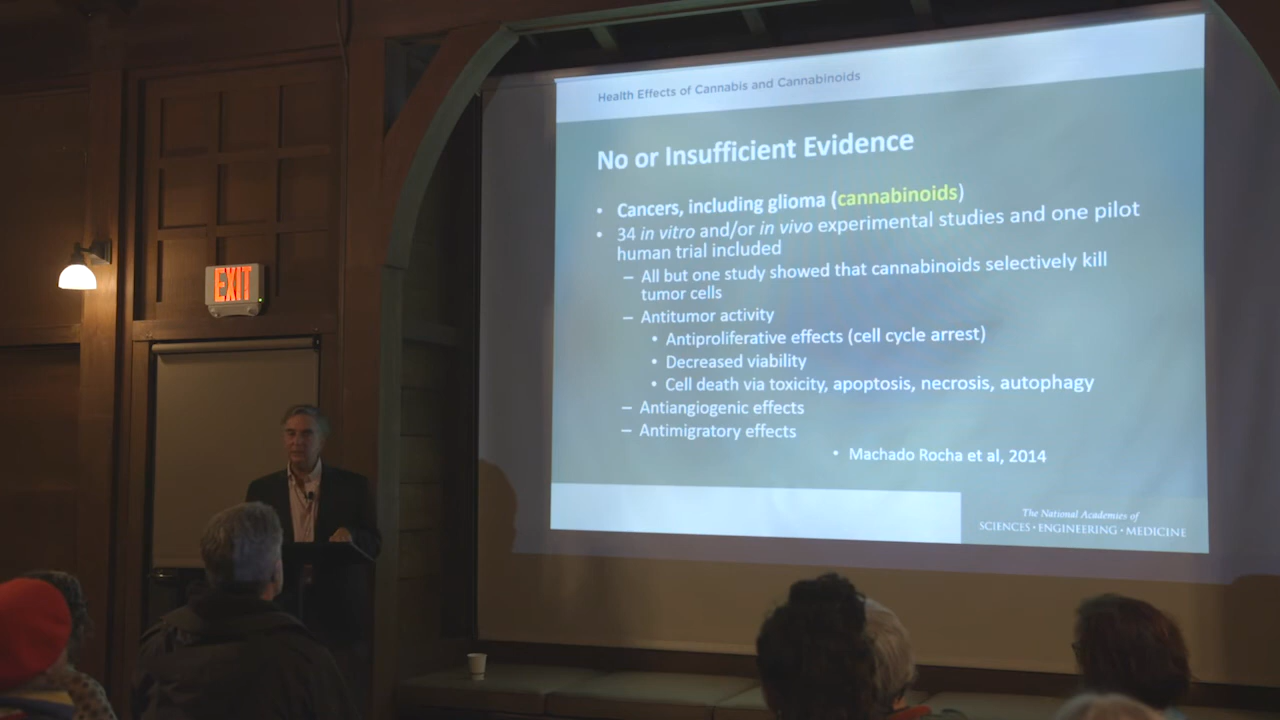 Health Effects of Cannabis and Cannabinoids
No or Insufficient Evidence
• Cancers, including glioma (cannabinoids)
• 34 in vitro and/or in vivo experimental studies and one pilot
human trial included
– All but one study showed that cannabinoids selectively kill
tumor cells
– Antitumor activity
• Antiproliferative effects (cell cycle arrest)
• Decreased viability
• Cell death via toxicity, apoptosis, necrosis, autophagy
– Antiangiogenic effects
– Antimigratory effects
• Machado Rocha et al, 2014
The National Academies of
SCIENCES · ENGINEERING · MEDICINE
EXIT